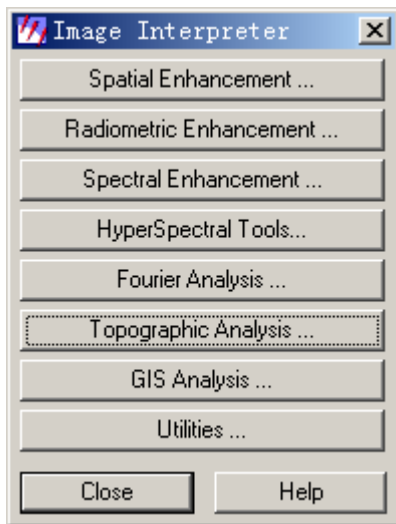 Image Interpreter
Spatial Enhancement ...
Radiometric Enhancement ...
Spectral Enhancement ...
HyperSpectral Tools...
Fourier Analysis ...
Topographic Analysis ...
GIS Analysis ...
Utilities ...
Close Help